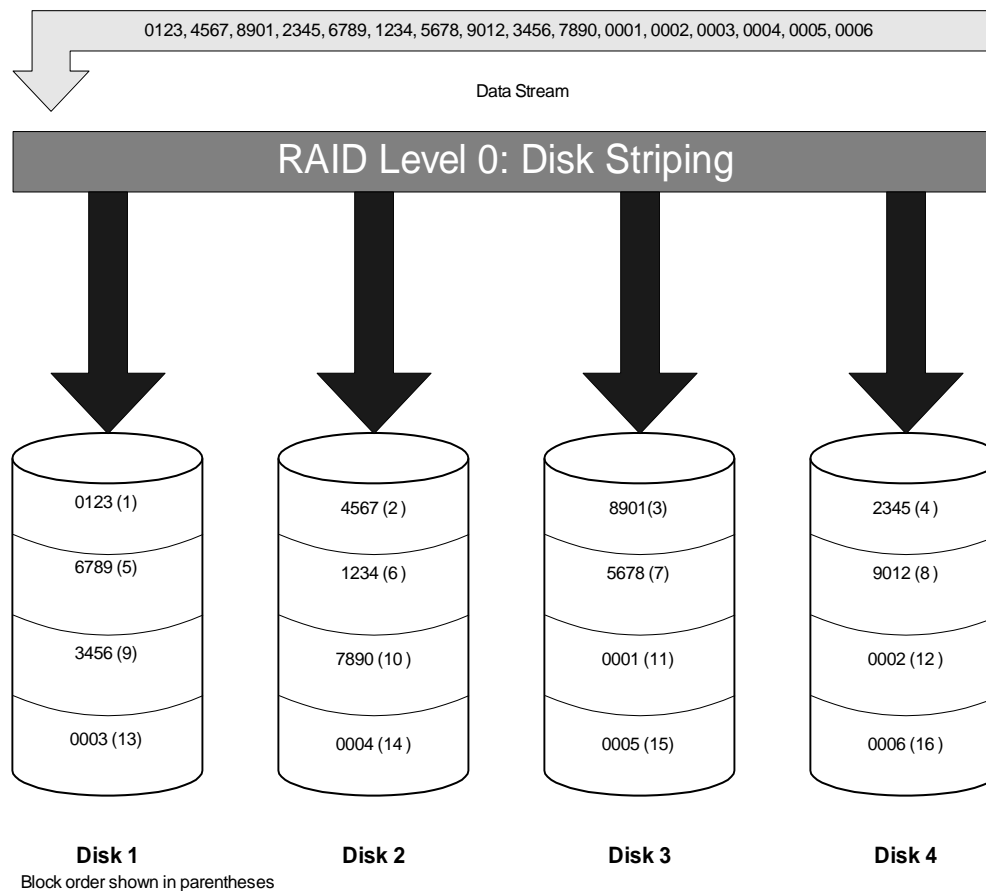 0123, 4567, 8901, 2345, 6789, 1234, 5678, 9012, 3456, 7890, 0001, 0002, 0003, 0004, 0005, 0006
Data Stream
RAID Level 0: Disk Striping
0123 (1) 4567 (2 ) 8901(3) 2345 (4 )
6789 (5) 1234 (6 ) 5678 (7) 9012 (8 )
3456 (9) 7890 (10 ) 0001 (11) 0002 (12 )
0003 (13) 0004 (14 ) 0005 (15) 0006 (16 )
Disk 1 Disk 2 Disk 3 Disk 4
Block order shown in parentheses